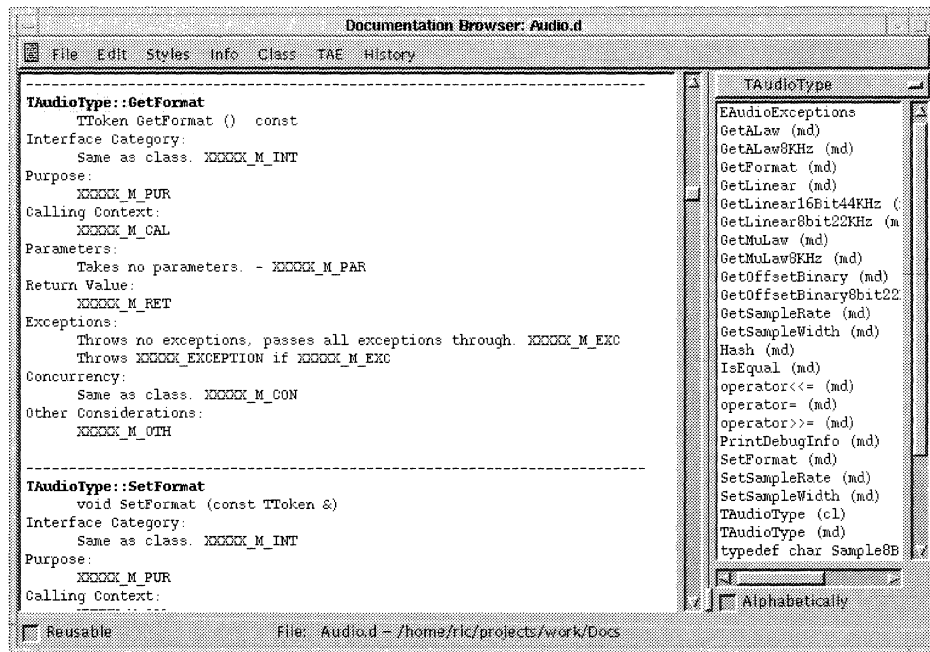 Documentation Browser: Audio.d
File Edit Styles Info Class TAE History
TAudioType::GetFormat
TToken GetFormat () const
Interface Category:
Same as class. XXXXX_M_INT
Purpose:
XXXXX_M_PUR
Calling Context:
XXXXX_M_CAL
Parameters:
Takes no parameters. - XXXXX_M_PAR
Return Value:
XXXXX_M_RET
Exceptions:
Throws no exceptions, passes all exceptions through. XXXXX_M_EXC
Throws XXXXX_EXCEPTION if XXXXX_M_EXC
Concurrency:
Same as class. XXXXX_M_CON
Other Considerations:
XXXXX_M_OTH
TAudioType::SetFormat
void SetFormat (const TToken &)
Interface Category:
Same as class. XXXXX_M_INT
Purpose:
XXXXX_M_PUR
Calling Context:
TAudioType
EAudioExceptions
GetALaw (md)
GetALaw8KHz (md)
GetFormat (md)
GetLinear (md)
GetLinear16Bit44KHz (
GetLinear8bit22KHz (m
GetMuLaw (md)
GetMuLaw8KHz (md)
GetOffsetBinary (md)
GetOffsetBinary8bit22
GetSampleRate (md)
GetSampleWidth (md)
Hash (md)
IsEqual (md)
operator<<= (md)
operator= (md)
operator>>= (md)
PrintDebugInfo (md)
SetFormat (md)
SetSampleRate (md)
SetSampleWidth (md)
TAudioType (cl)
TAudioType (md)
typedef char Sample8B
Alphabetically
Reusable
File: Audio.d - /home/rlc/projects/work/Docs